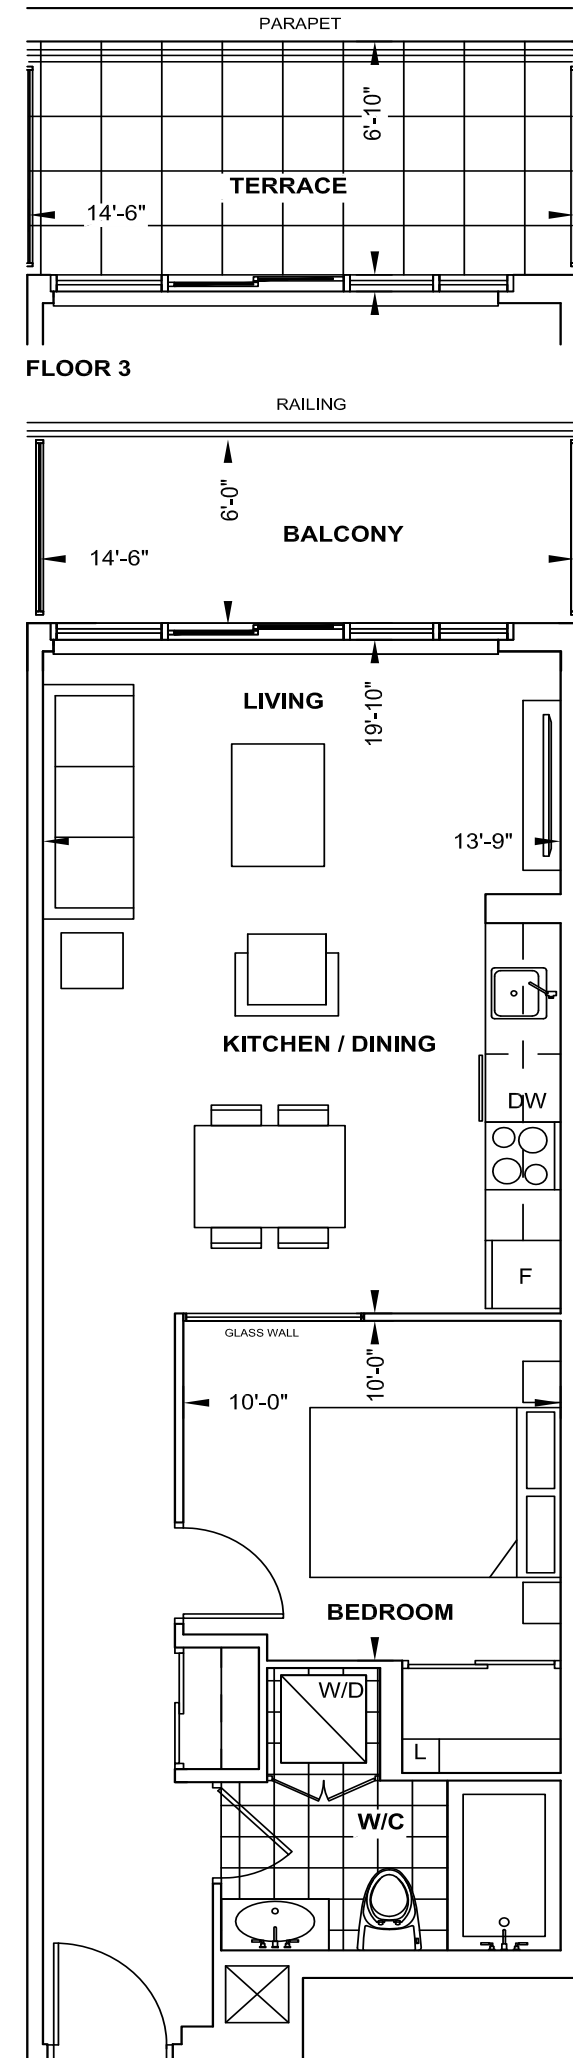 PARAPET
6'-10"
TERRACE
14'-6"
FLOOR 3
RAILING
6'-0"
BALCONY
14'-6"
LIVING
19'-10"
13'-9"
KITCHEN / DINING
DW
F
GLASS WALL
10'-0"
10'-0"
BEDROOM
W/D
L
W/C